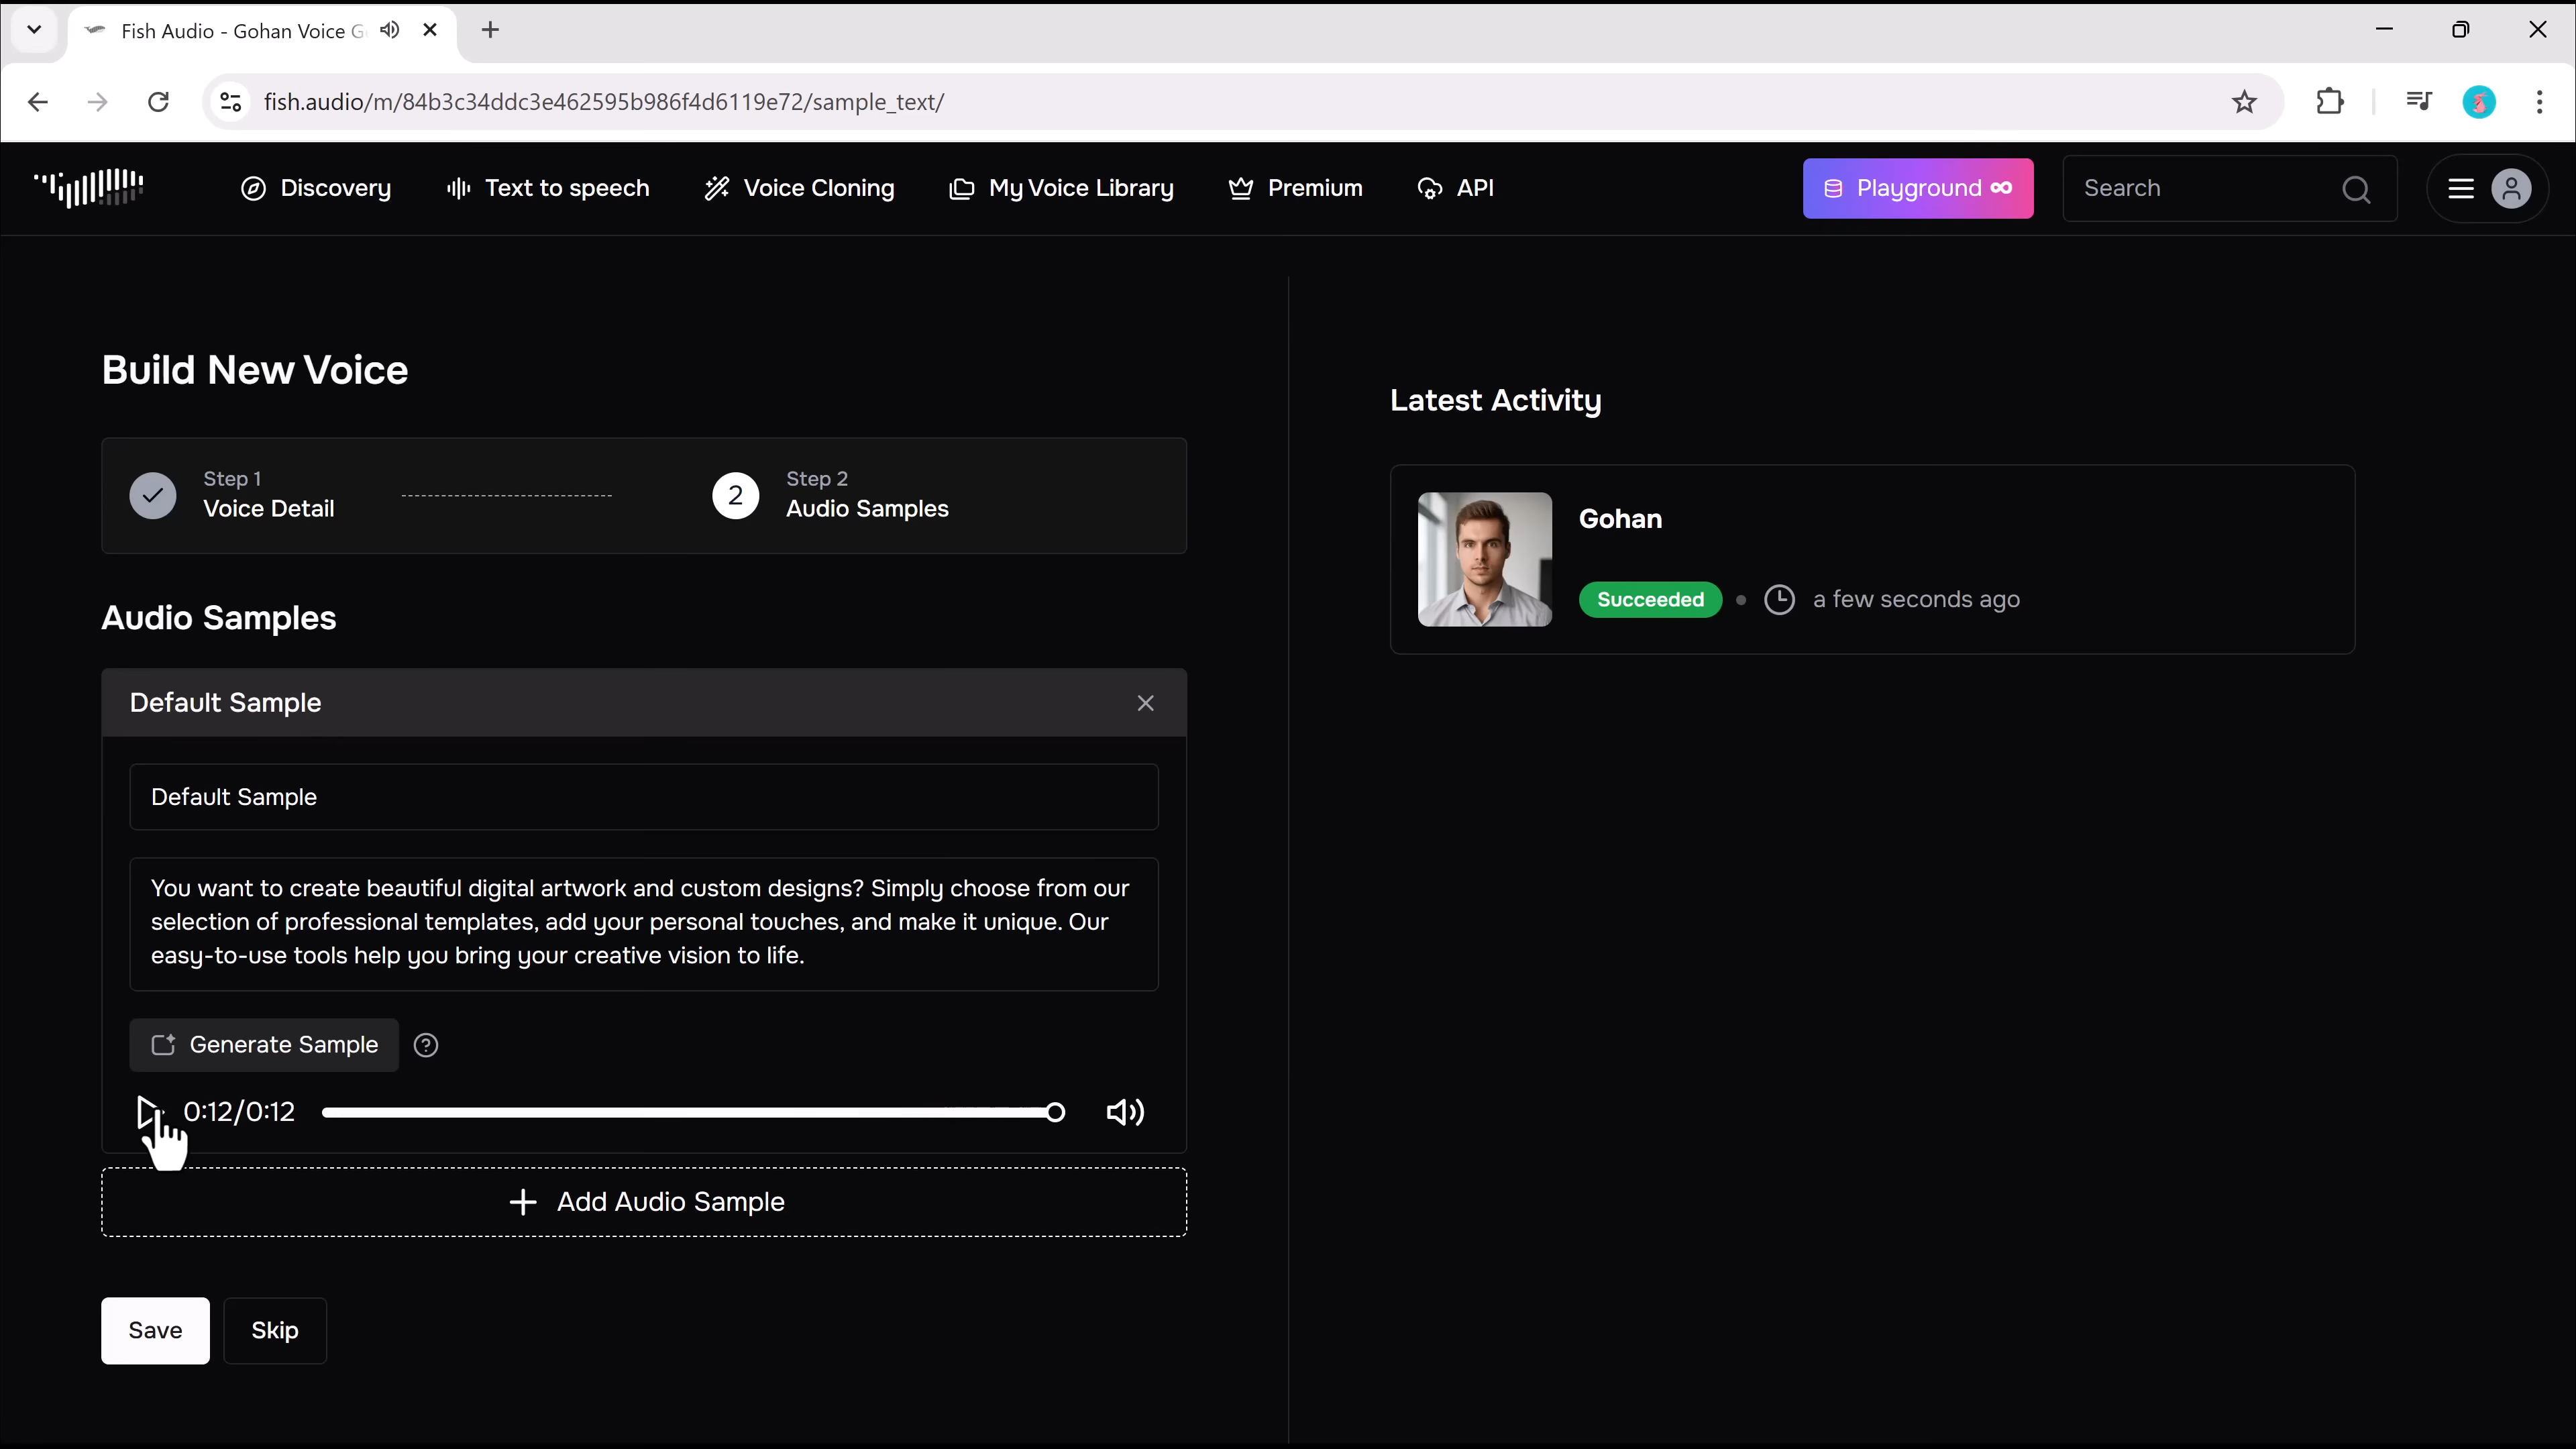 Fish Audio - Gohan Voice G
fish.audio/m/84b3c34ddc3e462595b986f4d6119e72/sample_text/
Discovery
Text to speech
Voice Cloning
My Voice Library
Premium
API
Playground ∞
Search
Build New Voice
Step 1
Voice Detail
2
Step 2
Audio Samples
Audio Samples
Default Sample
Default Sample
You want to create beautiful digital artwork and custom designs? Simply choose from our
selection of professional templates, add your personal touches, and make it unique. Our
easy-to-use tools help you bring your creative vision to life.
Generate Sample
0:12/0:12
Add Audio Sample
Save
Skip
Latest Activity
Gohan
Succeeded
a few seconds ago